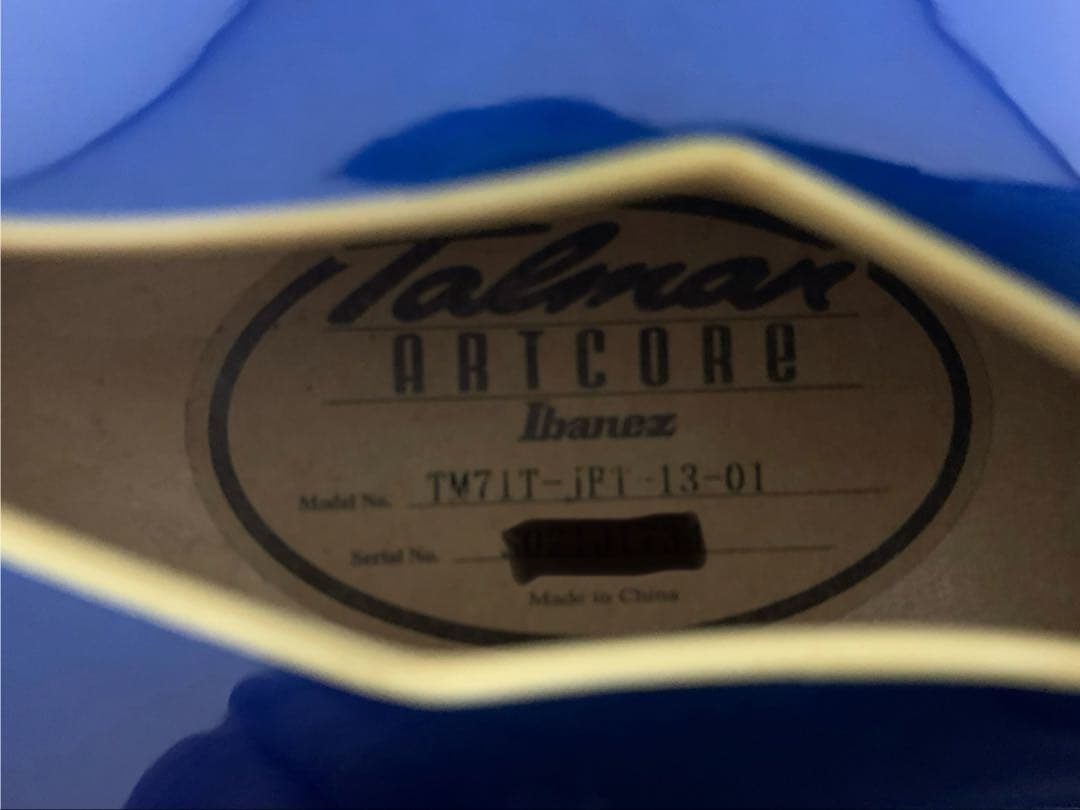 Talman
ARTCORE
Ibanez
Model No. TM71T-JPT-13-01
Serial No.
Made in China